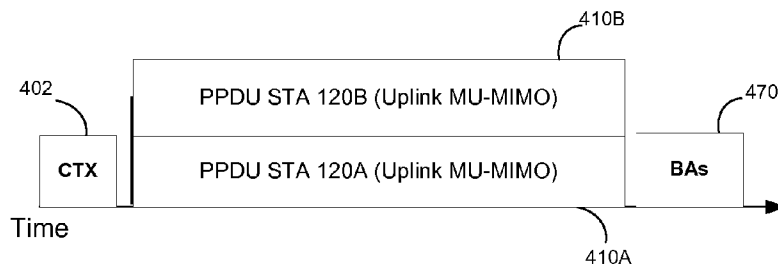 410B
402
PPDU STA 120B (Uplink MU-MIMO)
470
CTX
PPDU STA 120A (Uplink MU-MIMO)
BAs
Time
410A